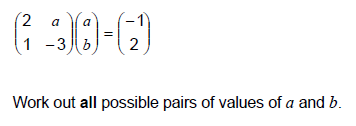 (2 a
1 -3)(a
b) = (-1
2)
Work out all possible pairs of values of a and b.